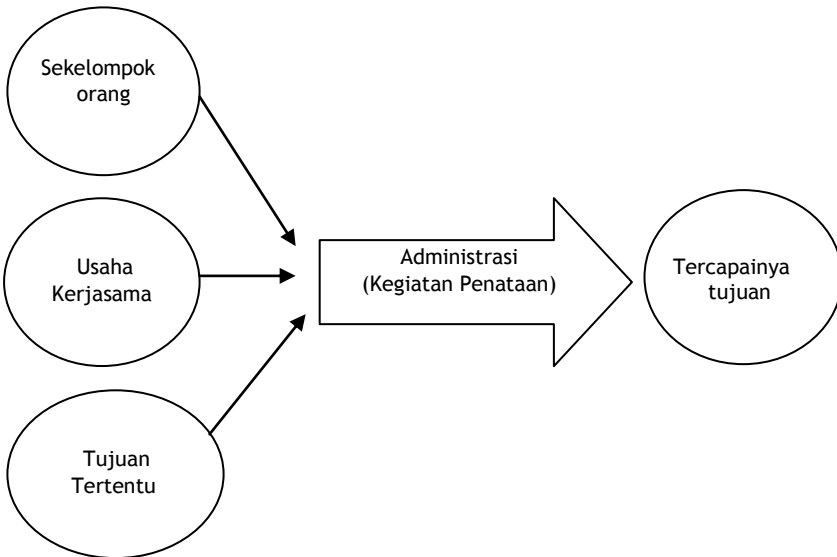 Sekelompok
orang
Usaha
Kerjasama
Tujuan
Tertentu
Administrasi
(Kegiatan Penataan)
Tercapainya
tujuan